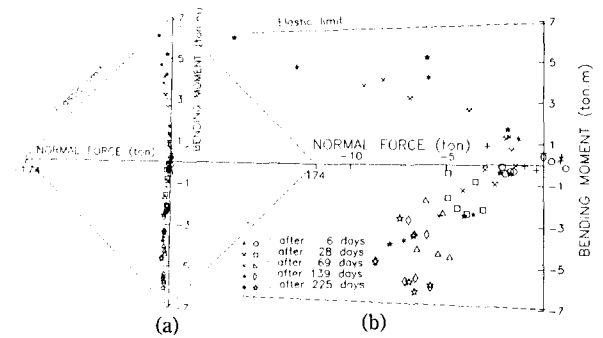 Elastic limit
BENDING MOMENT (ton.m)
7
5
3
1
-1
-3
-5
-7
NORMAL FORCE (ton)
-174
-174
(a)
7
5
3
1
-1
-3
-5
-7
BENDING MOMENT (ton.m)
NORMAL FORCE (ton)
-10
-5
0
after 6 days
after 28 days
after 69 days
after 139 days
after 225 days
(b)